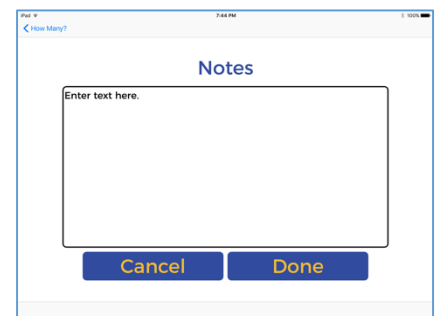 iPad 7:44 PM 100%
How Many?
Notes
Enter text here.
Cancel Done